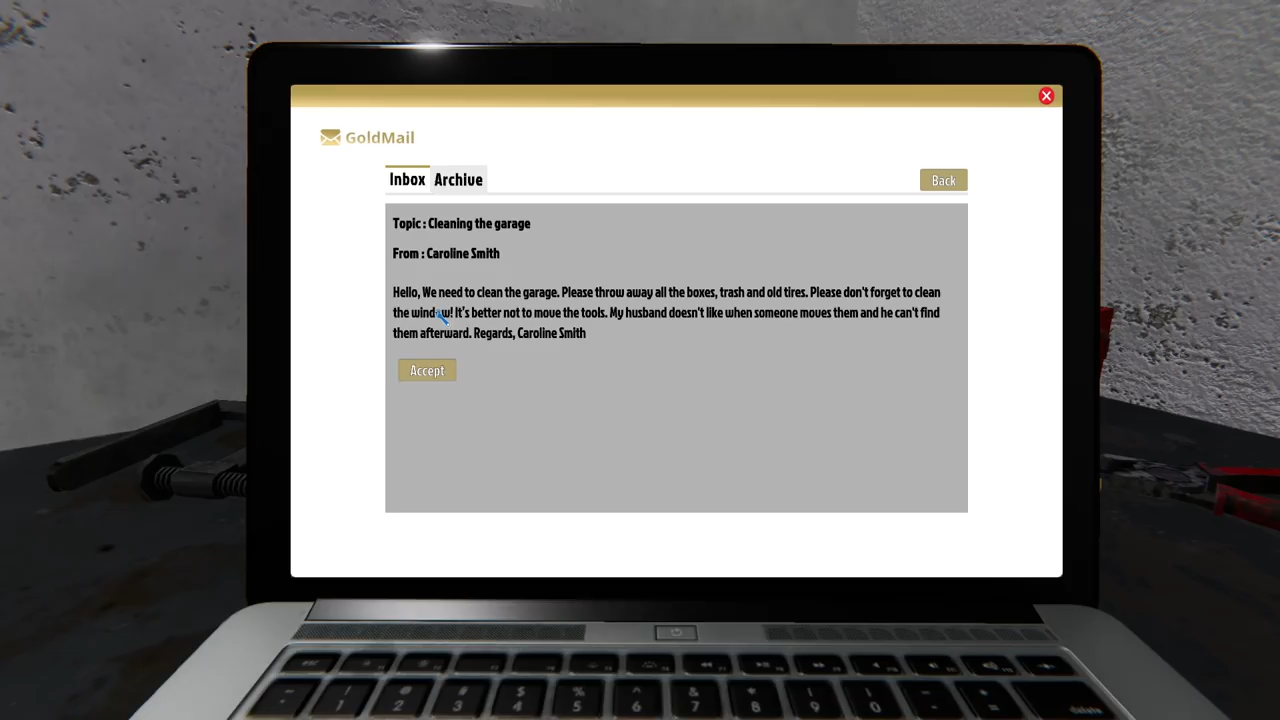 GoldMail
Inbox Archive
Back
Topic : Cleaning the garage
From : Caroline Smith
Hello, We need to clean the garage. Please throw away all the boxes, trash and old tires. Please don't forget to clean
the window! It's better not to move the tools. My husband doesn't like when someone moves them and he can't find
them afterward. Regards, Caroline Smith
Accept
delete